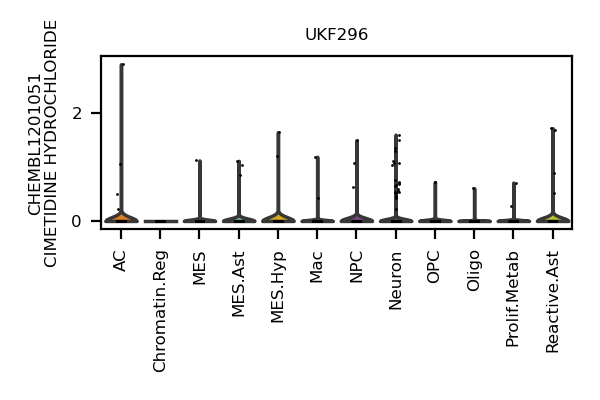 UKF296
CHEMBL1201051
CIMETIDINE HYDROCHLORIDE
2
0
AC
Chromatin.Reg
MES
MES.Ast
MES.Hyp
Mac
NPC
Neuron
OPC
Oligo
Prolif.Metab
Reactive.Ast